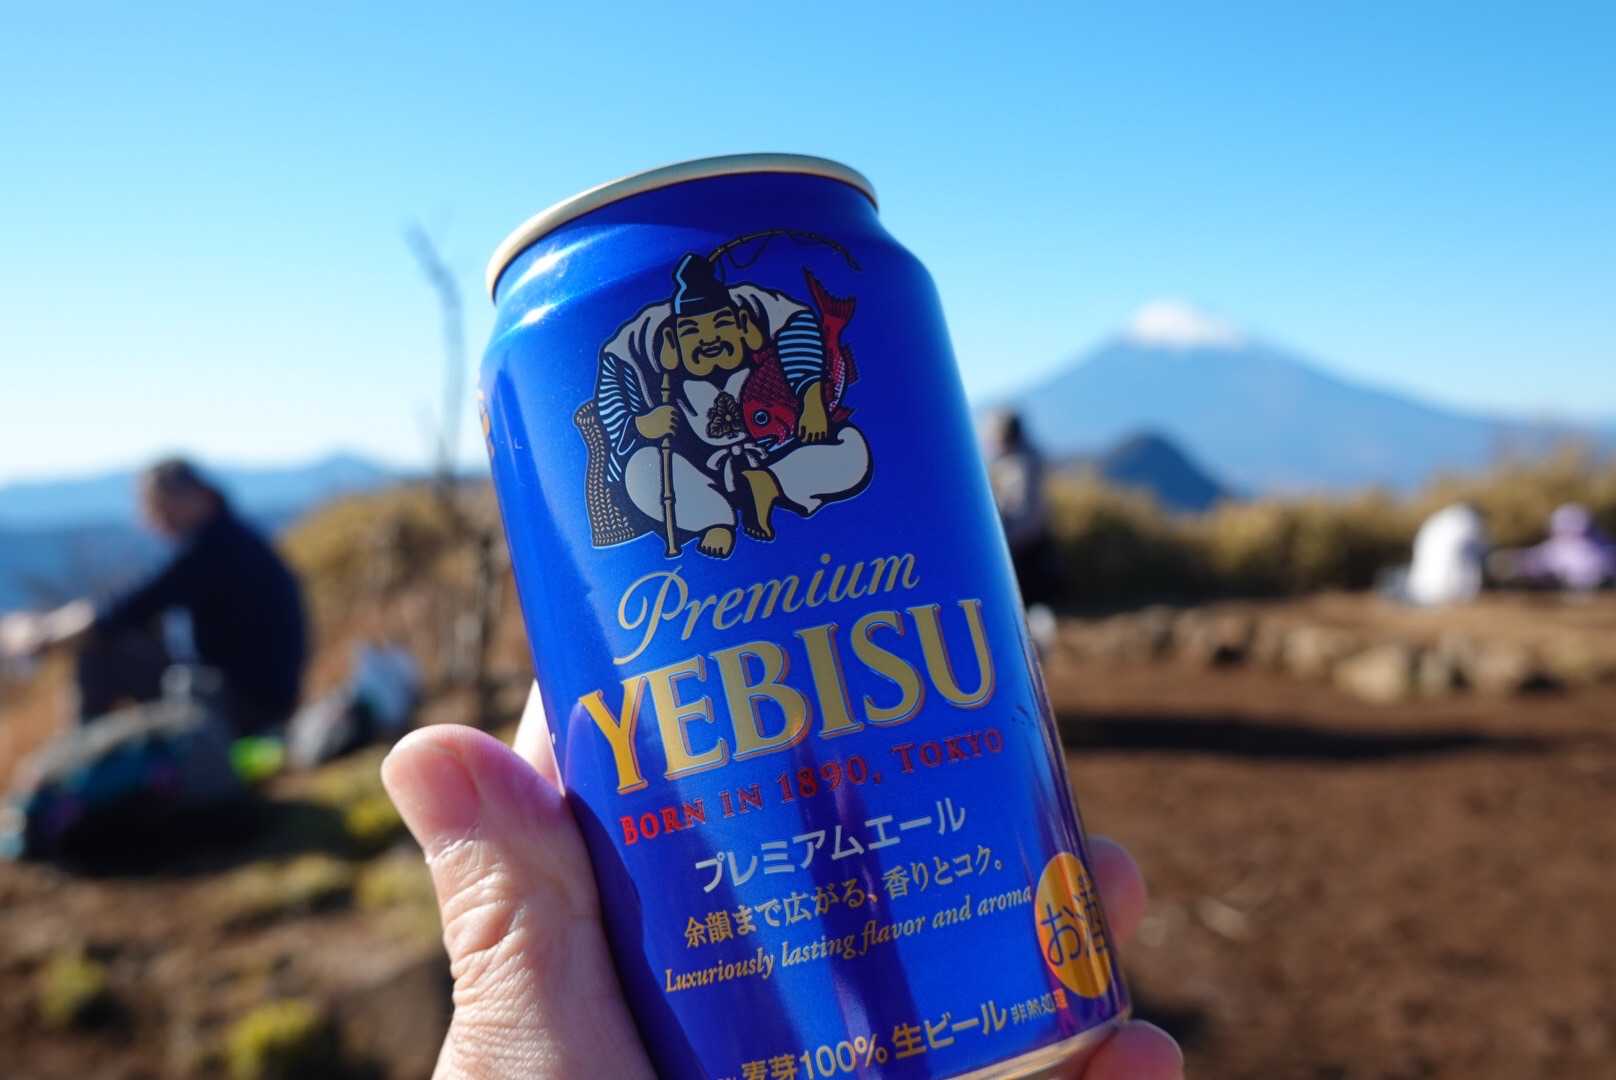 Premium
YEBISU
BORN IN 1890, TOKYO
プレミアムエール
余韻まで広がる、香りとコク。
Luxuriously lasting flavor and aroma
お酒
麦芽100% 生ビール 非熱処理